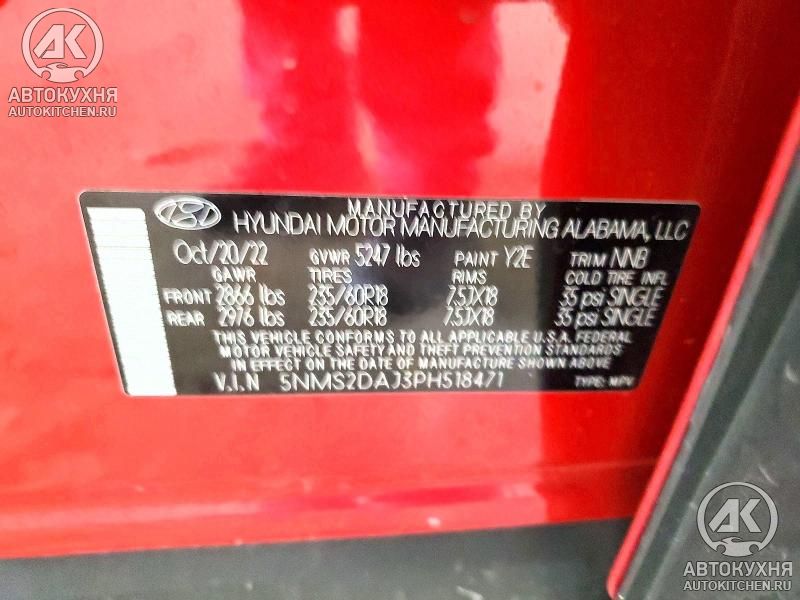 АК
АВТОКУХНЯ
AUTOKITCHEN.RU
MANUFACTURED BY
HYUNDAI MOTOR MANUFACTURING ALABAMA, LLC
Oct/20/22 GVWR 5247 lbs PAINT Y2E TRIM NNB
GAWR TIRES RIMS COLD TIRE INFL
FRONT 2866 lbs 235/60R18 7.5JX18 35 psi SINGLE
REAR 2976 lbs 235/60R18 7.5JX18 35 psi SINGLE
THIS VEHICLE CONFORMS TO ALL APPLICABLE U.S.A. FEDERAL
MOTOR VEHICLE SAFETY AND THEFT PREVENTION STANDARDS
IN EFFECT ON THE DATE OF MANUFACTURE SHOWN ABOVE.
V.I.N 5NMS2DAJ3PH518471 TYPE: MPV
АК
АВТОКУХНЯ
AUTOKITCHEN.RU